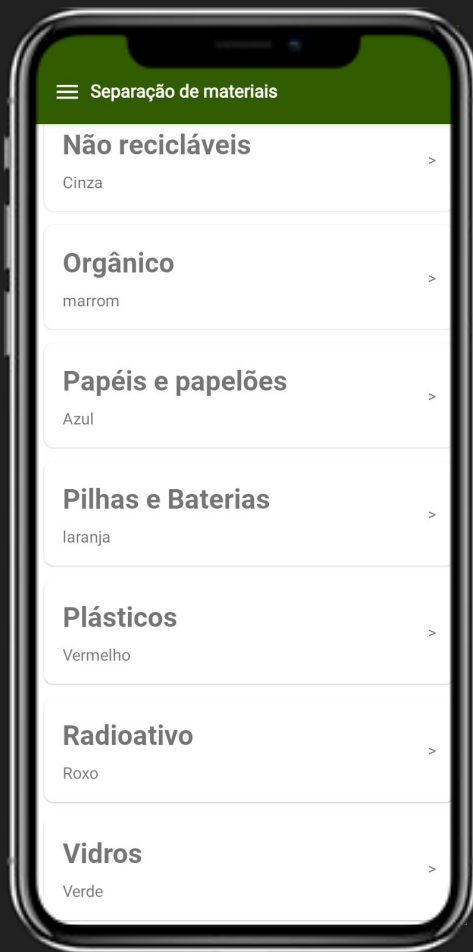 Separação de materiais
Não recicláveis
Cinza
>
Orgânico
marrom
>
Papéis e papelões
Azul
>
Pilhas e Baterias
laranja
>
Plásticos
Vermelho
>
Radioativo
Roxo
>
Vidros
Verde
>